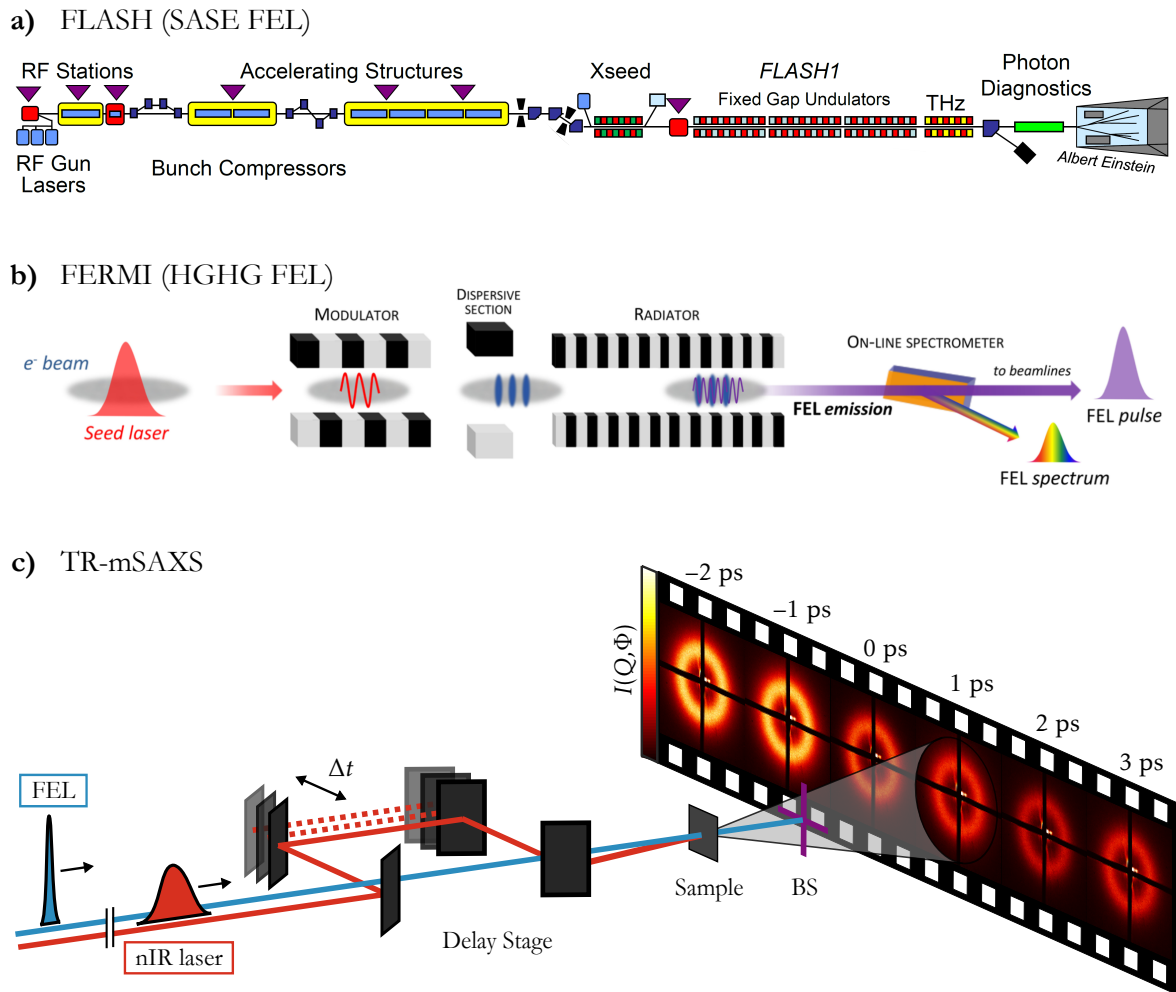 a) FLASH (SASE FEL)
RF Stations
Accelerating Structures
Xseed
FLASH1
Fixed Gap Undulators
THz
Photon
Diagnostics
RF Gun
Lasers
Bunch Compressors
Albert Einstein
b) FERMI (HGHG FEL)
e⁻ beam
Seed laser
MODULATOR
DISPERSIVE
SECTION
RADIATOR
ON-LINE SPECTROMETER
to beamlines
FEL emission
FEL pulse
FEL spectrum
c) TR-mSAXS
I(Q,Φ)
−2 ps
−1 ps
0 ps
1 ps
2 ps
3 ps
FEL
Δt
nIR laser
Delay Stage
Sample
BS